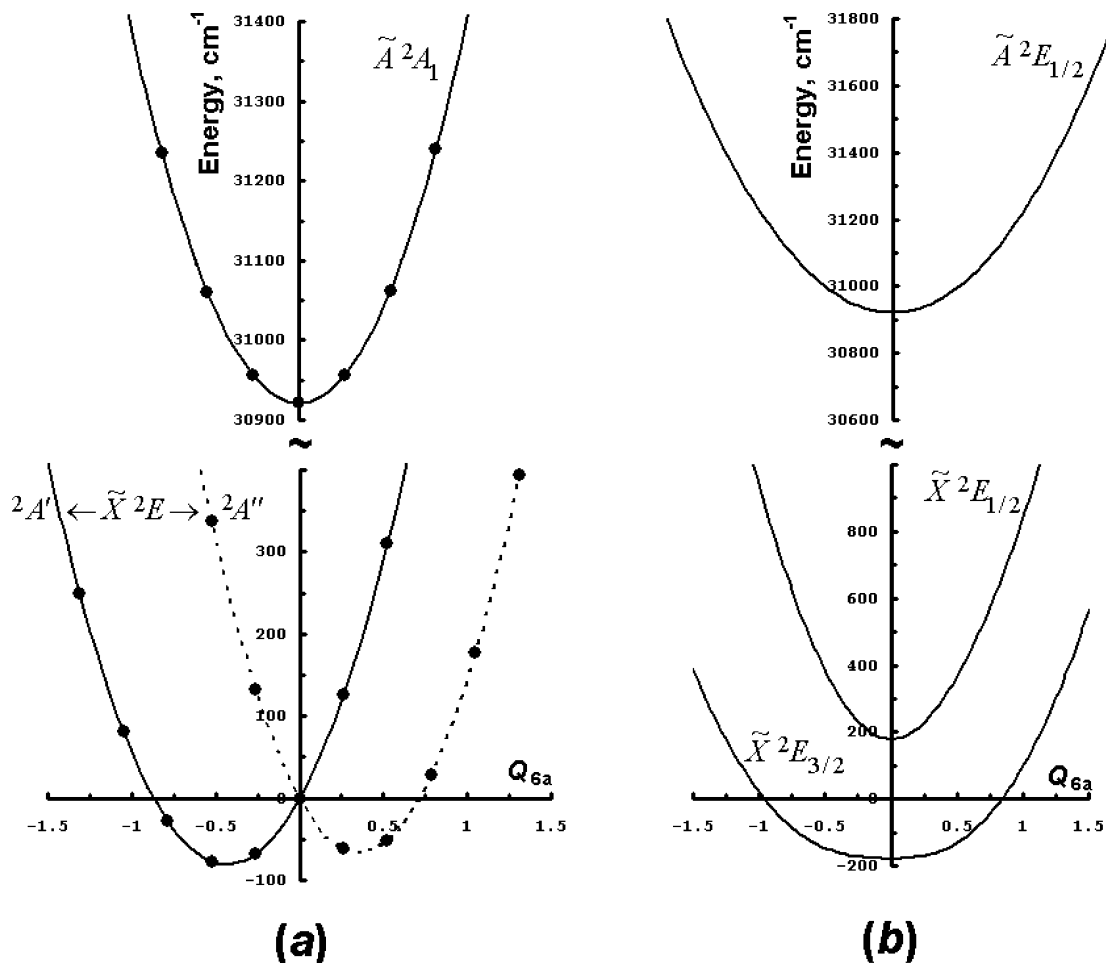 Energy, cm⁻¹
31400
31300
31200
31100
31000
30900
Ã ²A₁
~
²A′ ← X̃ ²E → ²A″
300
200
100
0
−100
−1.5 −1 −0.5 0.5 1 1.5
Q₆ₐ
(a)
Energy, cm⁻¹
31800
31600
31400
31200
31000
30800
30600
Ã ²E₁/₂
~
X̃ ²E₁/₂
800
600
400
200
0
−200
X̃ ²E₃/₂
−1.5 −1 −0.5 0.5 1 1.5
Q₆ₐ
(b)